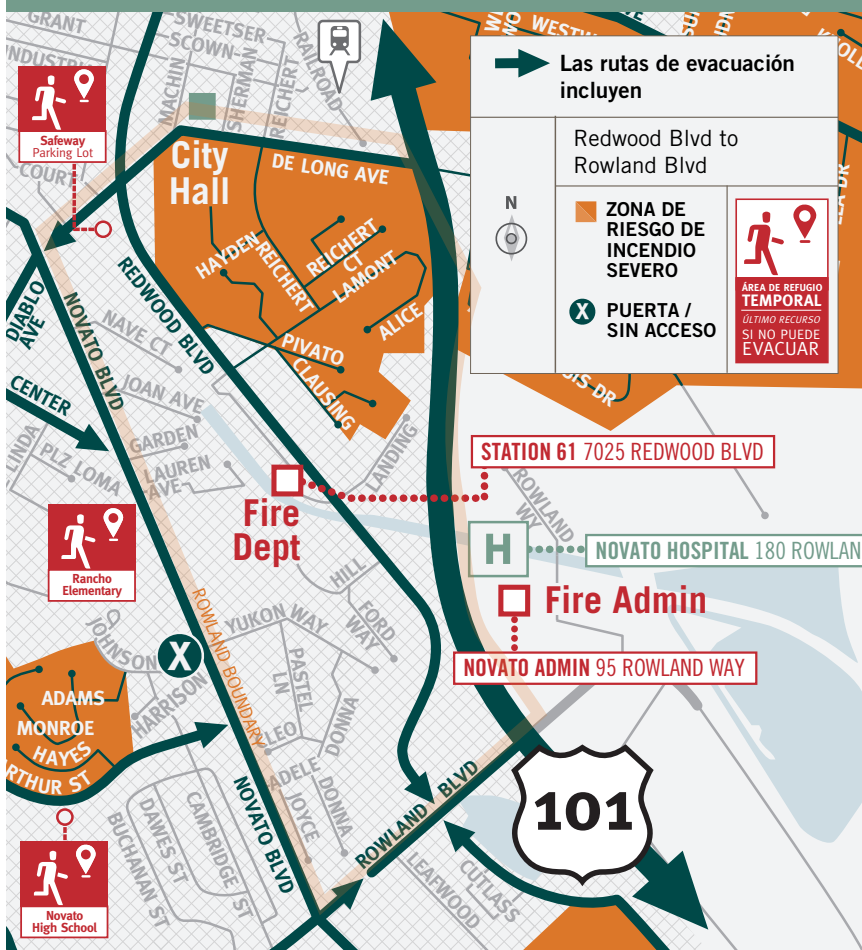 GRANT
SWEETSER
SCOWN
MACHIN
SHERMAN
REICHERT
RAILROAD
Safeway
Parking Lot
COURT
City
Hall
DE LONG AVE
Las rutas de evacuación
incluyen
Redwood Blvd to
Rowland Blvd
N
ZONA DE
RIESGO DE
INCENDIO
SEVERO
X
PUERTA /
SIN ACCESO
ÁREA DE REFUGIO
TEMPORAL
ÚLTIMO RECURSO
SI NO PUEDE
EVACUAR
HAYDEN
REICHERT
REICHERT
CT
LAMONT
ALICE
PIVATO
CLAUSING
REDWOOD BLVD
DIABLO
AVE
NOVATO BLVD
NAVE CT
JOAN AVE
CENTER
GARDEN
PLZ LOMA
LAUREN
AVE
LANDING
STATION 61 7025 REDWOOD BLVD
Fire
Dept
ROWLAND
WY
H
NOVATO HOSPITAL 180 ROWLAN
Fire Admin
NOVATO ADMIN 95 ROWLAND WAY
Rancho
Elementary
HILL
FORD
WAY
YUKON WAY
PASTEL
LN
DONNA
JOHNSON
X
HARRISON
ROWLAND BOUNDARY
ADAMS
MONROE
HAYES
ARTHUR ST
CLEO
ADELE
JOYCE
DONNA
NOVATO BLVD
ROWLAND BLVD
101
BUCHANAN ST
DAWES ST
CAMBRIDGE ST
LEAFWOOD
CUTLASS
Novato
High School